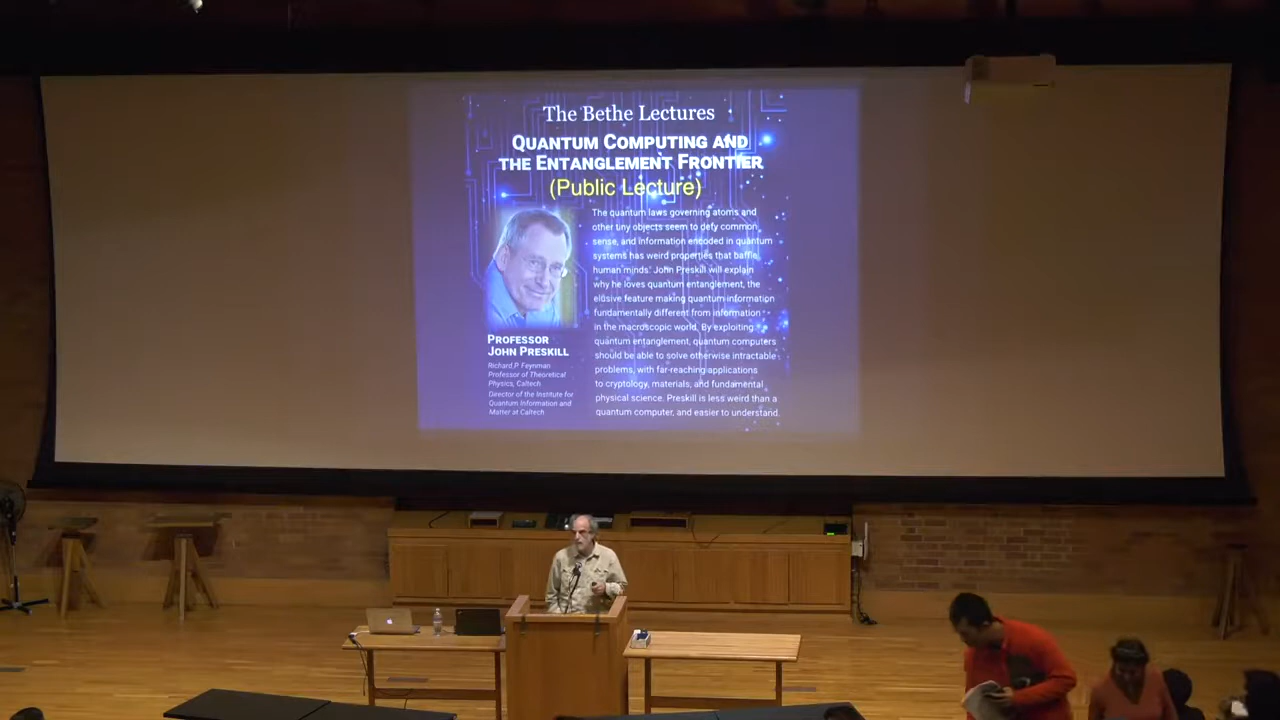 The Bethe Lectures
QUANTUM COMPUTING AND
THE ENTANGLEMENT FRONTIER
(Public Lecture)
The quantum laws governing atoms and
other tiny objects seem to defy common
sense, and information encoded in quantum
systems has weird properties that baffle
human minds. John Preskill will explain
why he loves quantum entanglement, the
elusive feature making quantum information
fundamentally different from information
in the macroscopic world. By exploiting
quantum entanglement, quantum computers
should be able to solve otherwise intractable
problems, with far-reaching applications
to cryptology, materials, and fundamental
physical science. Preskill is less weird than a
quantum computer, and easier to understand.
PROFESSOR
JOHN PRESKILL
Richard P. Feynman
Professor of Theoretical
Physics, Caltech
Director of the Institute for
Quantum Information and
Matter at Caltech